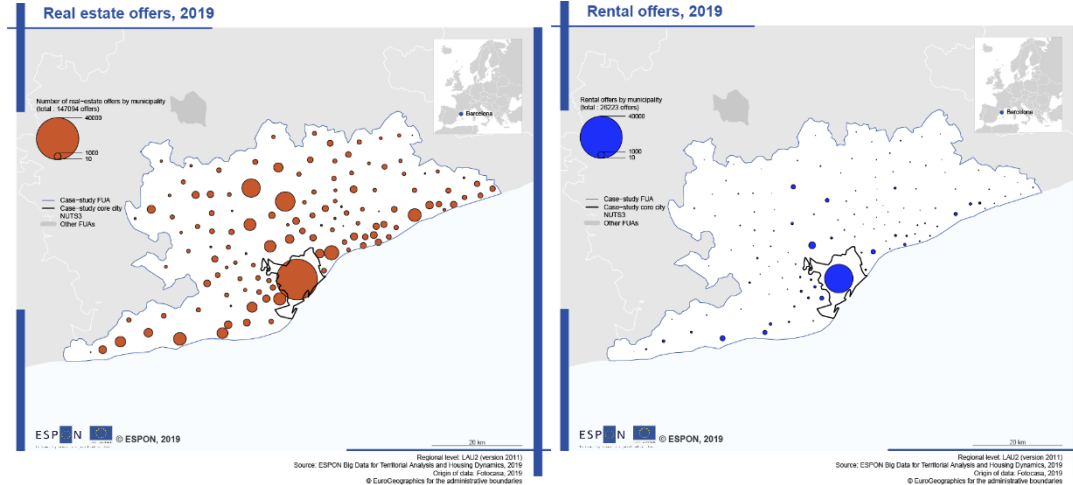 Real estate offers, 2019
Number of real-estate offers by municipality
(total : 147094 offers)
40000
1000
10
Barcelona
Case-study FUA
Case-study core city
NUTS3
Other FUAs
ESPON
© ESPON, 2019
20 km
Regional level: LAU2 (version 2011)
Source: ESPON Big Data for Territorial Analysis and Housing Dynamics, 2019
Origin of data: Fotocasa, 2019
© EuroGeographics for the administrative boundaries
Rental offers, 2019
Rental offers by municipality
(total : 26223 offers)
40000
1000
10
Barcelona
Case-study FUA
Case-study core city
NUTS3
Other FUAs
ESPON
© ESPON, 2019
20 km
Regional level: LAU2 (version 2011)
Source: ESPON Big Data for Territorial Analysis and Housing Dynamics, 2019
Origin of data: Fotocasa, 2019
© EuroGeographics for the administrative boundaries